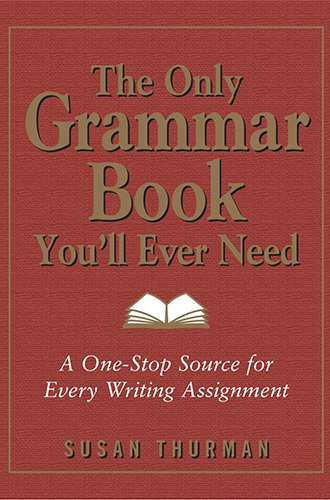 The Only
Grammar
Book
You'll Ever Need
A One-Stop Source for
Every Writing Assignment
SUSAN THURMAN